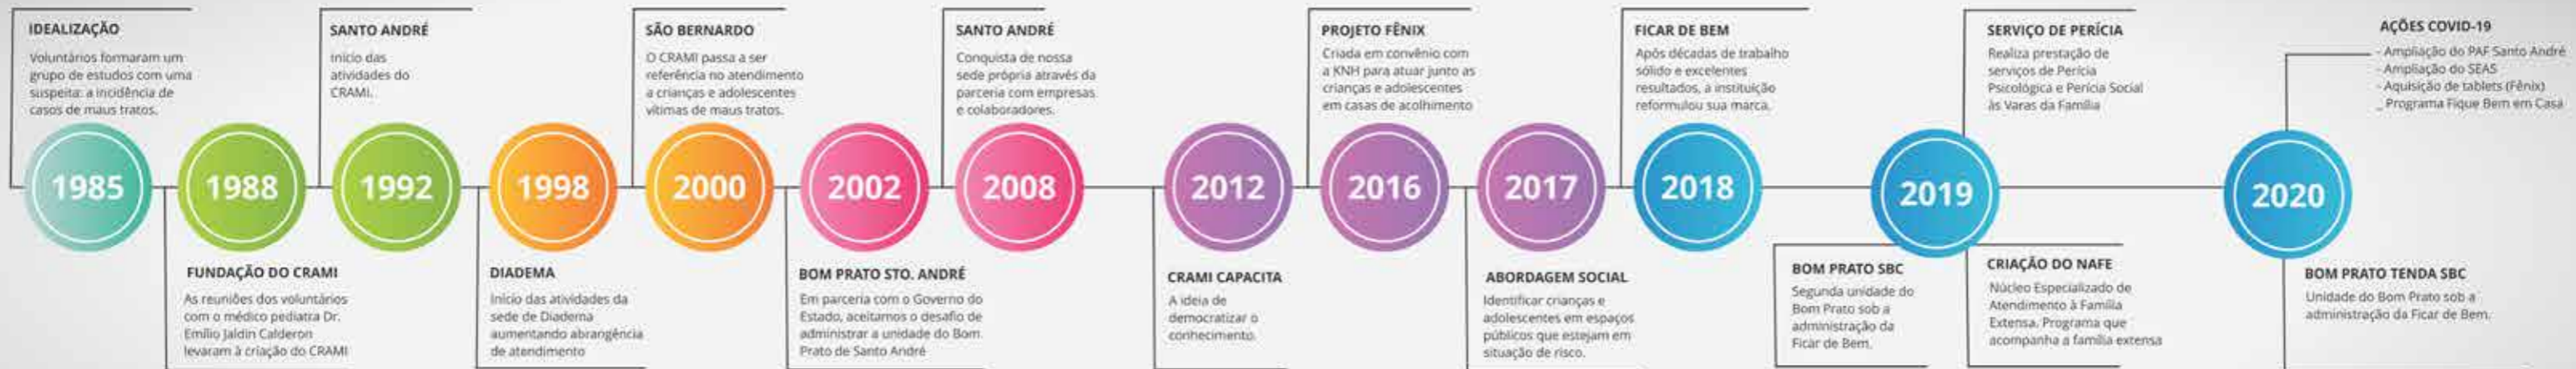 IDEALIZAÇÃO
Voluntários formaram um
grupo de estudos com uma
suspeita: a incidência de
casos de maus tratos.
1985
FUNDAÇÃO DO CRAMI
As reuniões dos voluntários
com o médico pediatra Dr.
Emílio Jaldin Calderon
levaram à criação do CRAMI
1988
SANTO ANDRÉ
Início das
atividades do
CRAMI.
1992
DIADEMA
Início das atividades da
sede de Diadema
aumentando abrangência
de atendimento
1998
SÃO BERNARDO
O CRAMI passa a ser
referência no atendimento
a crianças e adolescentes
vítimas de maus tratos.
2000
BOM PRATO STO. ANDRÉ
Em parceria com o Governo do
Estado, aceitamos o desafio de
administrar a unidade do Bom
Prato de Santo André
2002
SANTO ANDRÉ
Conquista de nossa
sede própria através da
parceria com empresas
e colaboradores.
2008
CRAMI CAPACITA
A ideia de
democratizar o
conhecimento.
2012
PROJETO FÊNIX
Criada em convênio com
a KNH para atuar junto as
crianças e adolescentes
em casas de acolhimento
2016
ABORDAGEM SOCIAL
Identificar crianças e
adolescentes em espaços
públicos que estejam em
situação de risco.
2017
FICAR DE BEM
Após décadas de trabalho
sólido e excelentes
resultados, a instituição
reformulou sua marca.
2018
BOM PRATO SBC
Segunda unidade do
Bom Prato sob a
administração da
Ficar de Bem.
SERVIÇO DE PERÍCIA
Realiza prestação de
serviços de Perícia
Psicológica e Perícia Social
às Varas da Família
2019
CRIAÇÃO DO NAFE
Núcleo Especializado de
Atendimento à Família
Extensa. Programa que
acompanha a família extensa
AÇÕES COVID-19
- Ampliação do PAF Santo André
- Ampliação do SEAS
- Aquisição de tablets (Fênix)
_ Programa Fique Bem em Casa
2020
BOM PRATO TENDA SBC
Unidade do Bom Prato sob a
administração da Ficar de Bem.